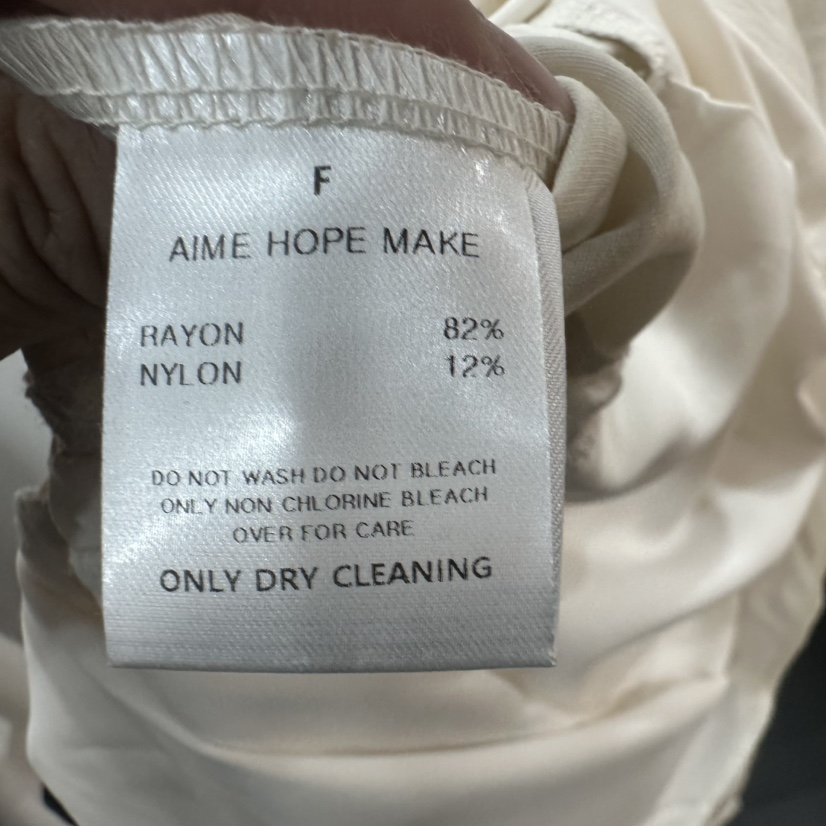 F
AIME HOPE MAKE
RAYON 82%
NYLON 12%
DO NOT WASH DO NOT BLEACH
ONLY NON CHLORINE BLEACH
OVER FOR CARE
ONLY DRY CLEANING